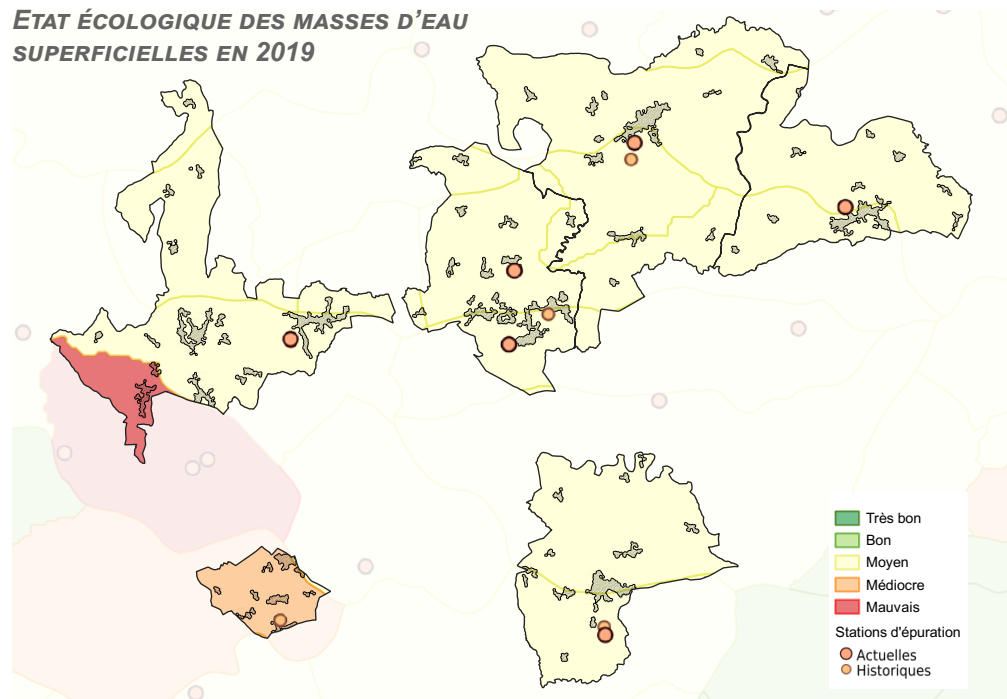 ETAT ÉCOLOGIQUE DES MASSES D'EAU
SUPERFICIELLES EN 2019
Très bon
Bon
Moyen
Médiocre
Mauvais
Stations d'épuration
Actuelles
Historiques